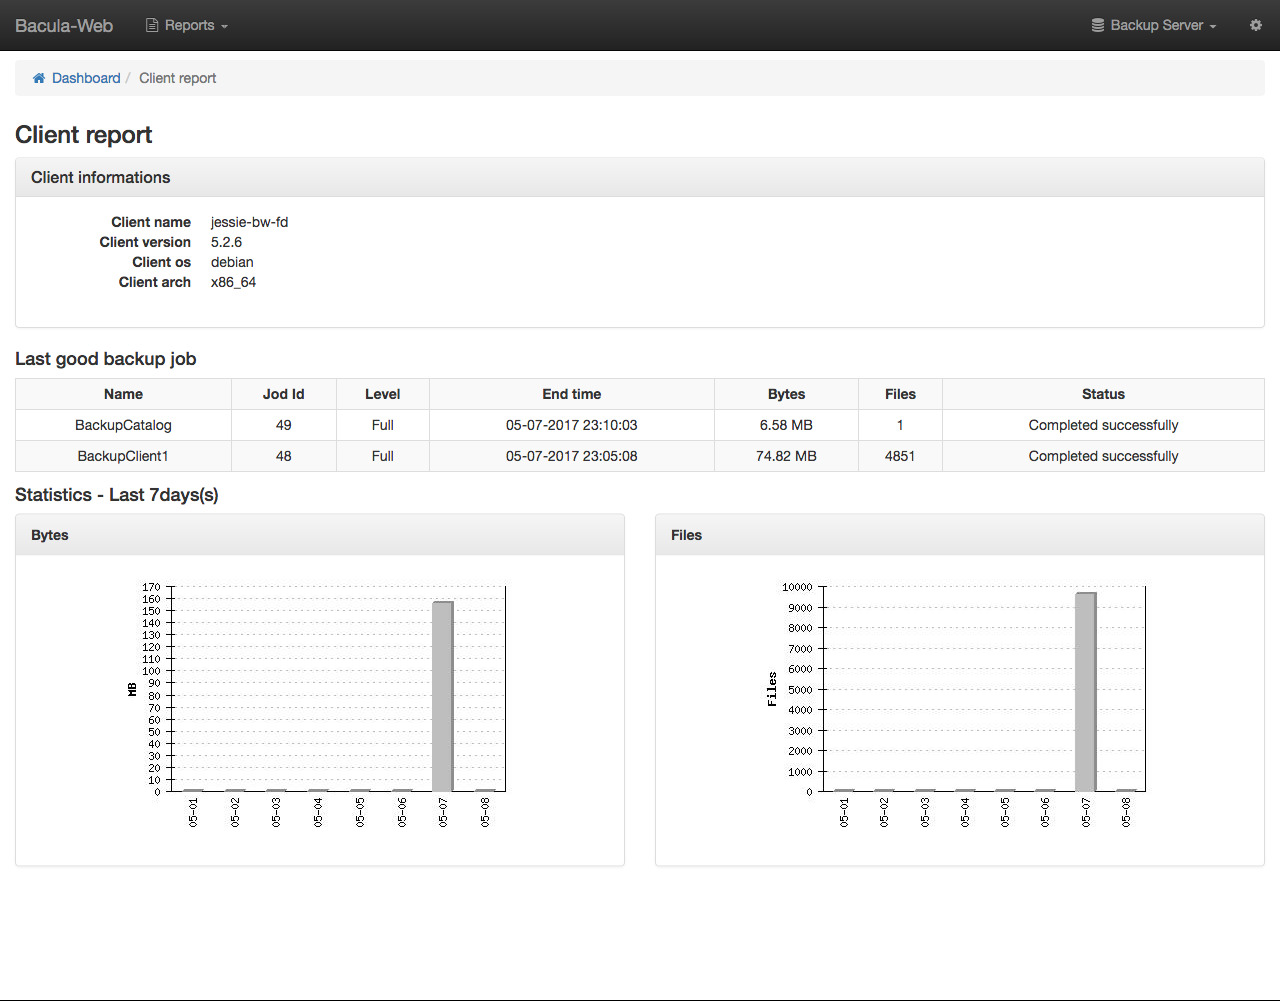 Bacula-Web Reports Backup Server
Dashboard / Client report
Client report
Client informations
Client name jessie-bw-fd
Client version 5.2.6
Client os debian
Client arch x86_64
Last good backup job
Name Jod Id Level End time Bytes Files Status
BackupCatalog 49 Full 05-07-2017 23:10:03 6.58 MB 1 Completed successfully
BackupClient1 48 Full 05-07-2017 23:05:08 74.82 MB 4851 Completed successfully
Statistics - Last 7days(s)
Bytes
170
160
150
140
130
120
110
100
90
80
70
60
50
40
30
20
10
0
MB
05-01 05-02 05-03 05-04 05-05 05-06 05-07 05-08
Files
10000
9000
8000
7000
6000
5000
4000
3000
2000
1000
0
Files
05-01 05-02 05-03 05-04 05-05 05-06 05-07 05-08